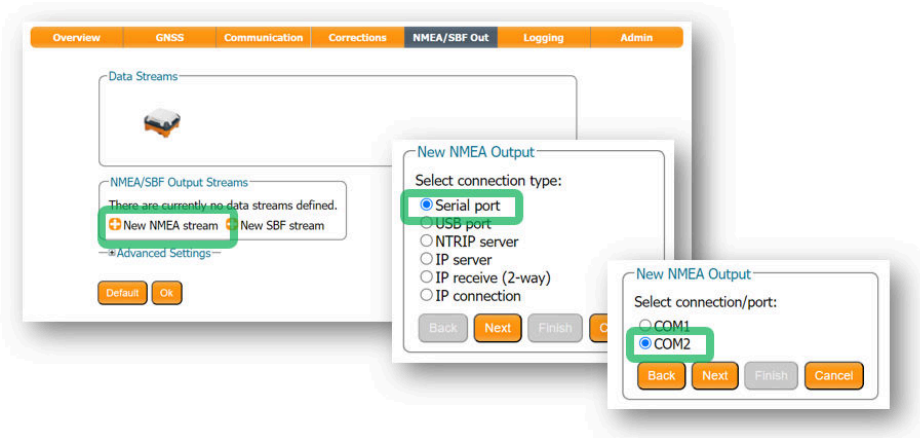 Overview GNSS Communication Corrections NMEA/SBF Out Logging Admin
Data Streams
NMEA/SBF Output Streams
There are currently no data streams defined.
New NMEA stream New SBF stream
Advanced Settings
Default Ok
New NMEA Output
Select connection type:
Serial port
USB port
NTRIP server
IP server
IP receive (2-way)
IP connection
Back Next Finish
New NMEA Output
Select connection/port:
COM1
COM2
Back Next Finish Cancel